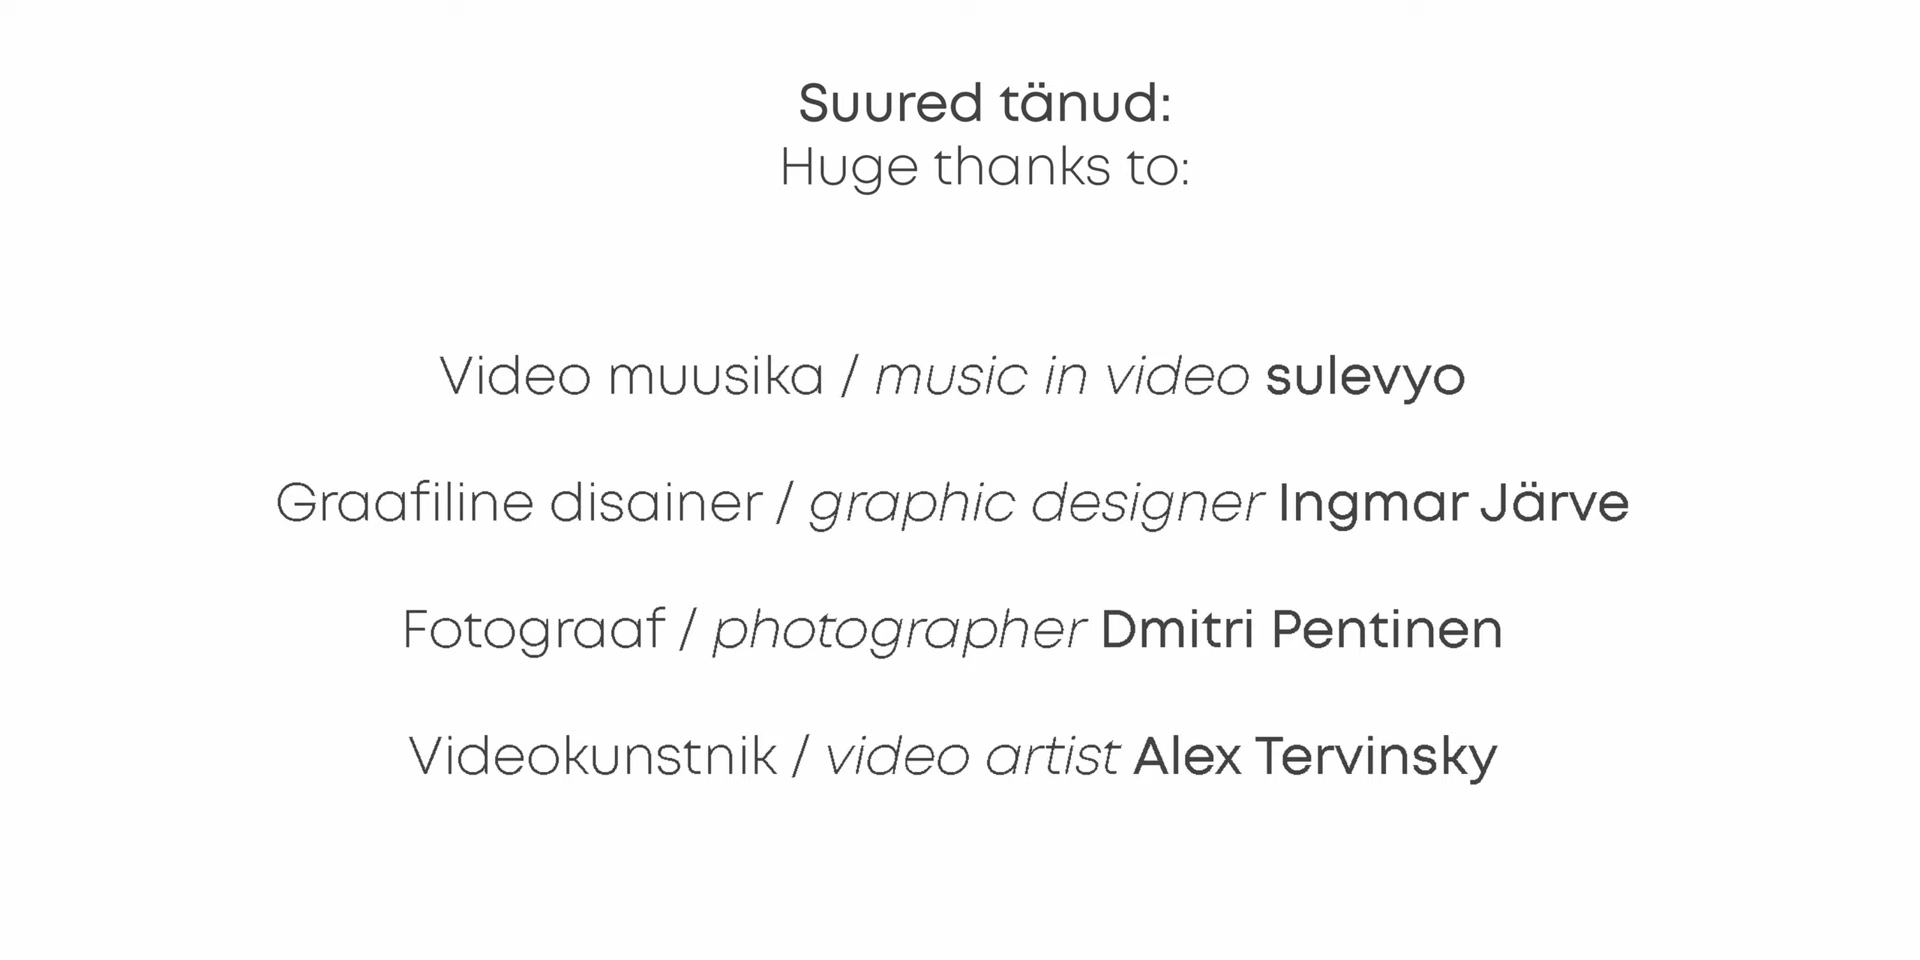 Suured tänud:
Huge thanks to:
Video muusika / music in video sulevyo
Graafiline disainer / graphic designer Ingmar Järve
Fotograaf / photographer Dmitri Pentinen
Videokunstnik / video artist Alex Tervinsky